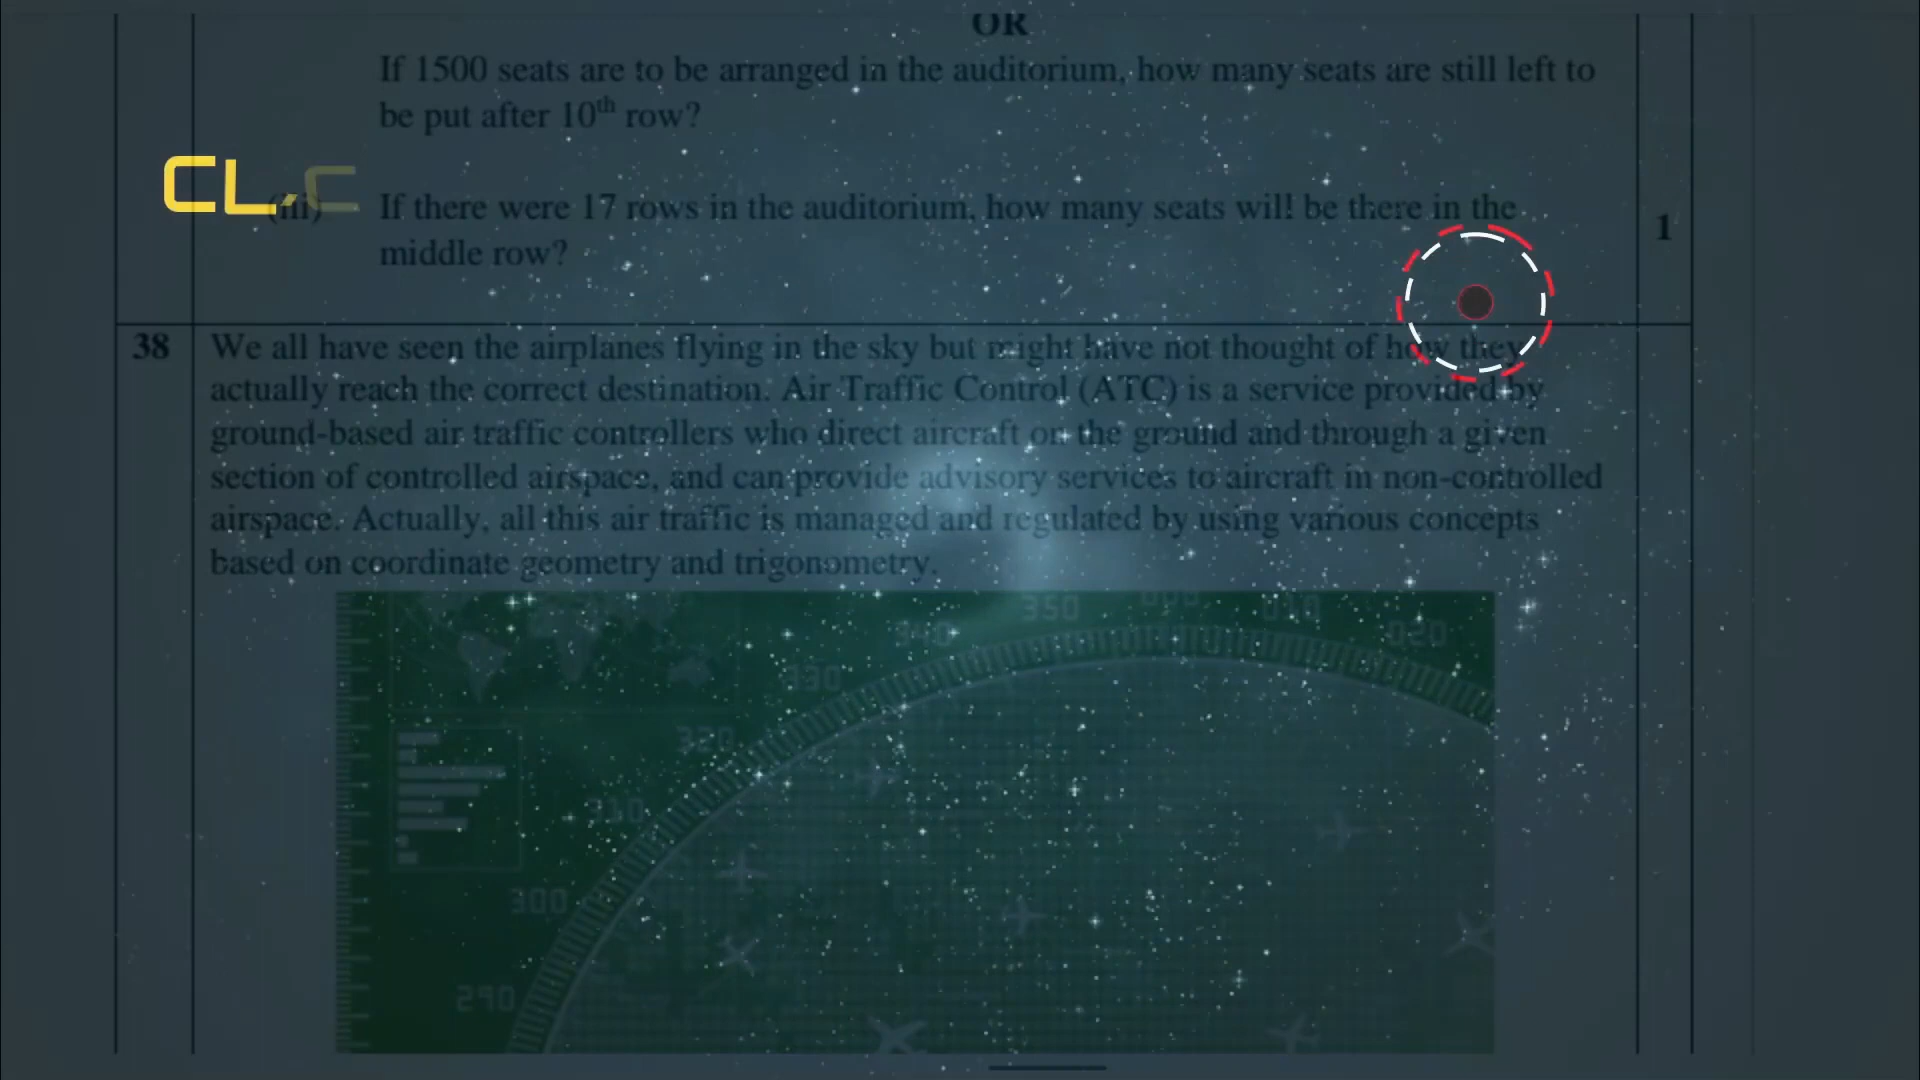 OR
If 1500 seats are to be arranged in the auditorium, how many seats are still left to
be put after 10th row?
CL
(iii) If there were 17 rows in the auditorium, how many seats will be there in the
middle row?
1
38 We all have seen the airplanes flying in the sky but might have not thought of how they
actually reach the correct destination. Air Traffic Control (ATC) is a service provided by
ground-based air traffic controllers who direct aircraft on the ground and through a given
section of controlled airspace, and can provide advisory services to aircraft in non-controlled
airspace. Actually, all this air traffic is managed and regulated by using various concepts
based on coordinate geometry and trigonometry.
350 000 010
340 020
330
320
310
300
290